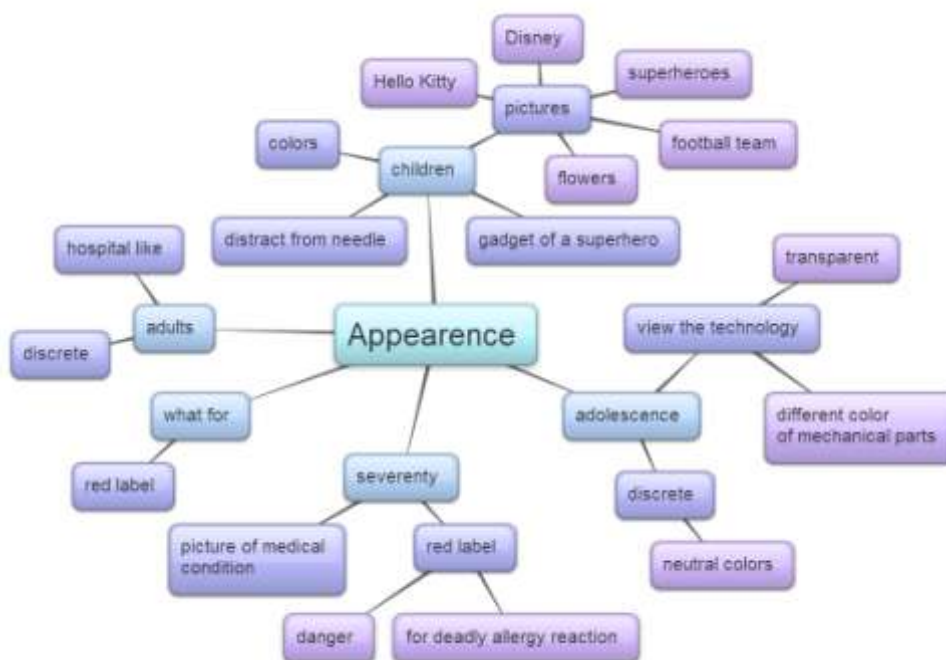 Disney
Hello Kitty
superheroes
pictures
football team
colors
children
flowers
distract from needle
gadget of a superhero
hospital like
transparent
adults
Appearence
view the technology
discrete
what for
adolescence
different color
of mechanical parts
severenty
red label
discrete
picture of medical
condition
red label
neutral colors
danger
for deadly allergy reaction